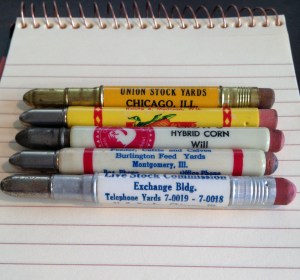 UNION STOCK YARDS
CHICAGO, ILL.
HYBRID CORN
Will
Burlington Feed Yards
Montgomery, Ill.
Live Stock Commission
Exchange Bldg.
Telephone Yards 7-0019 - 7-0018